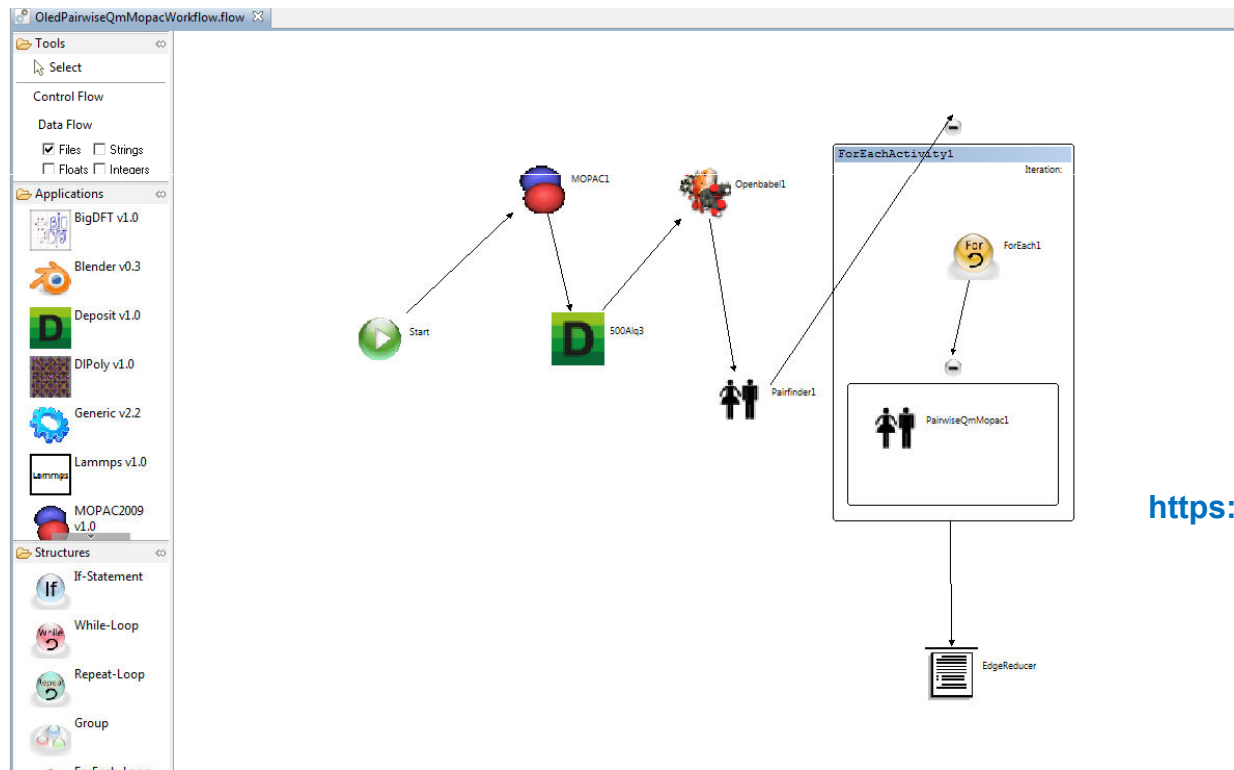 OledPairwiseQmMopacWorkflow.flow
Tools
Select
Control Flow
Data Flow
Files Strings
Floats Integers
Applications
BigDFT v1.0
Blender v0.3
D
Deposit v1.0
DlPoly v1.0
Generic v2.2
Lammps
Lammps v1.0
MOPAC2009
v1.0
Structures
If
If-Statement
While
While-Loop
Repeat
Repeat-Loop
Group
MOPAC1
Openbabel1
Start
D
500Alq3
Pairfinder1
ForEachActivity1
Iteration:
For
ForEach1
PairwiseQmMopac1
EdgeReducer
https: